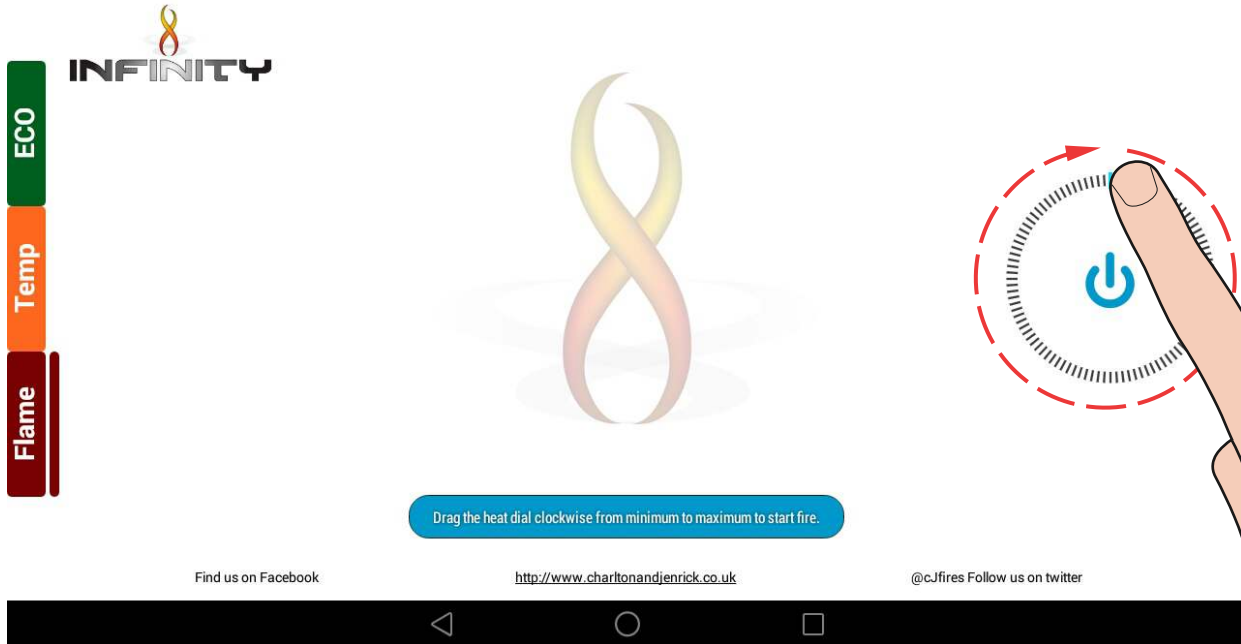 INFINITY
ECO
Temp
Flame
Drag the heat dial clockwise from minimum to maximum to start fire.
Find us on Facebook
http://www.charltonandjenrick.co.uk
@cJfires Follow us on twitter